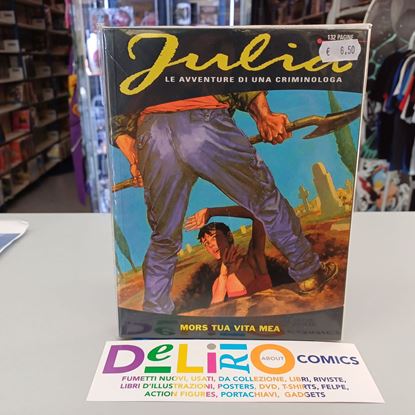 Julia
132 PAGINE
€ 6,50
LE AVVENTURE DI UNA CRIMINOLOGA
MORS TUA VITA MEA
DeLiRiO ABOUT COMICS
FUMETTI NUOVI, USATI, DA COLLEZIONE, LIBRI, RIVISTE,
LIBRI D'ILLUSTRAZIONI, POSTERS, DVD, T-SHIRTS, FELPE,
ACTION FIGURES, PORTACHIAVI, GADGETS